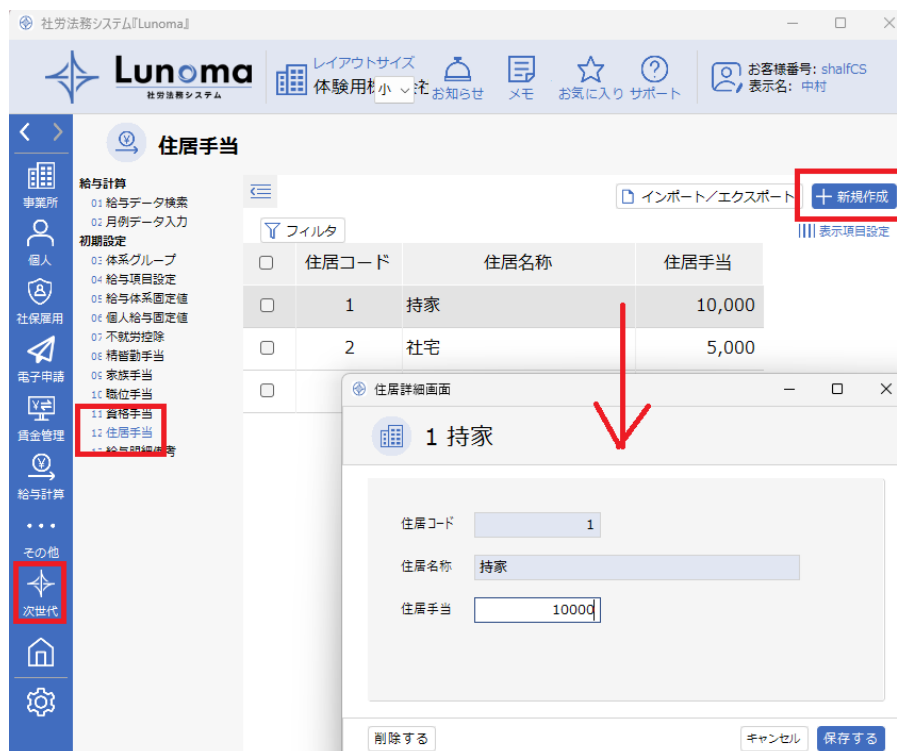 社労法務システム『Lunoma』
Lunoma
社労法務システム
レイアウトサイズ
体験用
小
お知らせ
メモ
お気に入り
サポート
お客様番号: shalfCS
表示名: 中村
住居手当
事業所
個人
社保雇用
電子申請
賃金管理
給与計算
その他
次世代
給与計算
01 給与データ検索
02 月例データ入力
初期設定
03 体系グループ
04 給与項目設定
05 給与体系固定値
06 個人給与固定値
07 不就労控除
08 精皆勤手当
09 家族手当
10 職位手当
11 資格手当
12 住居手当
給与明細備考
インポート／エクスポート
新規作成
フィルタ
表示項目設定
住居コード 住居名称 住居手当
1 持家 10,000
2 社宅 5,000
住居詳細画面
1 持家
住居コード 1
住居名称 持家
住居手当 10000
削除する
キャンセル
保存する